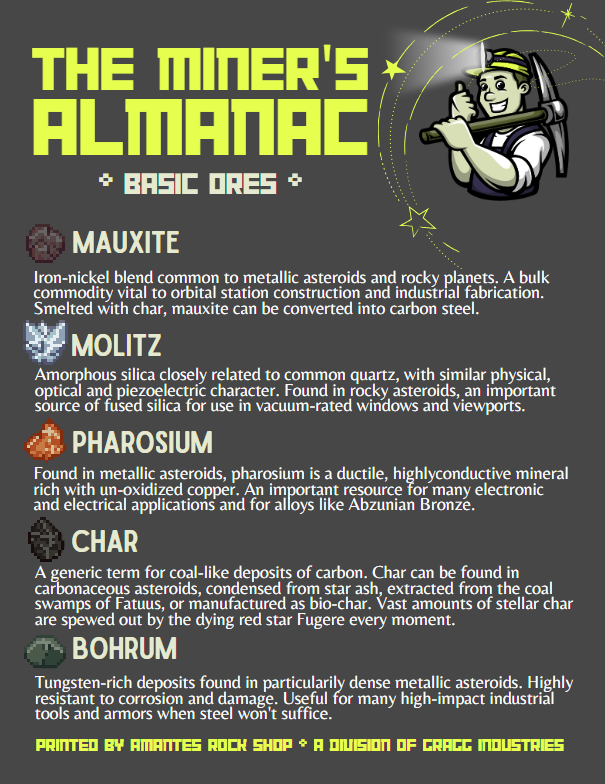 THE MINER'S
ALMANAC
BASIC ORES
MAUXITE
Iron-nickel blend common to metallic asteroids and rocky planets. A bulk
commodity vital to orbital station construction and industrial fabrication.
Smelted with char, mauxite can be converted into carbon steel.
MOLITZ
Amorphous silica closely related to common quartz, with similar physical,
optical and piezoelectric character. Found in rocky asteroids, an important
source of fused silica for use in vacuum-rated windows and viewports.
PHAROSIUM
Found in metallic asteroids, pharosium is a ductile, highlyconductive mineral
rich with un-oxidized copper. An important resource for many electronic
and electrical applications and for alloys like Abzunian Bronze.
CHAR
A generic term for coal-like deposits of carbon. Char can be found in
carbonaceous asteroids, condensed from star ash, extracted from the coal
swamps of Fatuus, or manufactured as bio-char. Vast amounts of stellar char
are spewed out by the dying red star Fugere every moment.
BOHRUM
Tungsten-rich deposits found in particularily dense metallic asteroids. Highly
resistant to corrosion and damage. Useful for many high-impact industrial
tools and armors when steel won't suffice.
PRINTED BY AMANTES ROCK SHOP * A DIVISION OF GRAGG INDUSTRIES